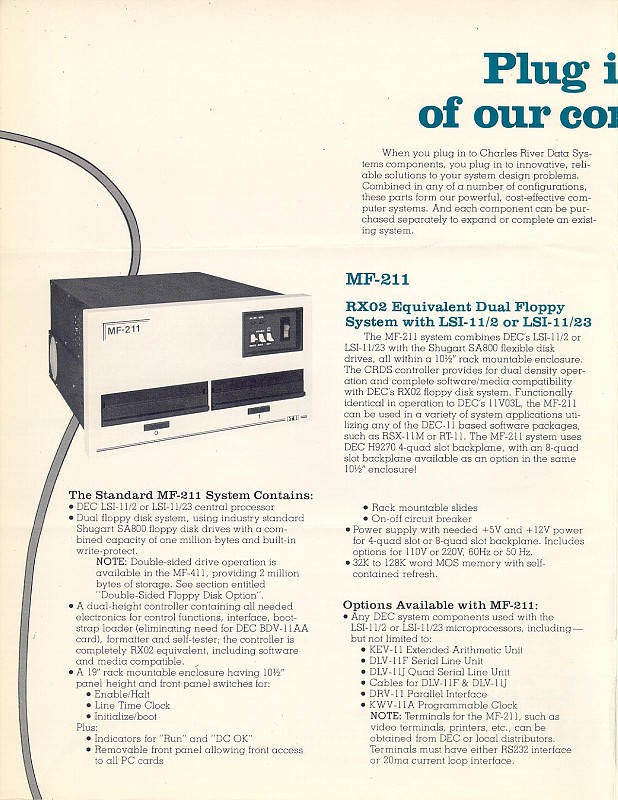 Plug i
of our cor
When you plug in to Charles River Data Sys-
tems components, you plug in to innovative, reli-
able solutions to your system design problems.
Combined in any of a number of configurations,
these parts form our powerful, cost-effective com-
puter systems. And each component can be pur-
chased separately to expand or complete an exist-
ing system.
MF-211
0
1
MF-211
RX02 Equivalent Dual Floppy
System with LSI-11/2 or LSI-11/23
The MF-211 system combines DEC's LSI-11/2 or
LSI-11/23 with the Shugart SA800 flexible disk
drives, all within a 10½" rack mountable enclosure.
The CRDS controller provides for dual density oper-
ation and complete software/media compatibility
with DEC's RX02 floppy disk system. Functionally
identical in operation to DEC's 11V03L, the MF-211
can be used in a variety of system applications uti-
lizing any of the DEC-11 based software packages,
such as RSX-11M or RT-11. The MF-211 system uses
DEC H9270 4-quad slot backplane, with an 8-quad
slot backplane available as an option in the same
10½" enclosure!
The Standard MF-211 System Contains:
• DEC LSI-11/2 or LSI-11/23 central processor
• Dual floppy disk system, using industry standard
Shugart SA800 floppy disk drives with a com-
bined capacity of one million bytes and built-in
write-protect.
NOTE: Double-sided drive operation is
available in the MF-411, providing 2 million
bytes of storage. See section entitled
"Double-Sided Floppy Disk Option".
• A dual-height controller containing all needed
electronics for control functions, interface, boot-
strap loader (eliminating need for DEC BDV-11AA
card), formatter and self-tester; the controller is
completely RX02 equivalent, including software
and media compatible.
• A 19" rack mountable enclosure having 10½"
panel height and front panel switches for:
• Enable/Halt
• Line Time Clock
• Initialize/boot
Plus:
• Indicators for "Run" and "DC OK"
• Removable front panel allowing front access
to all PC cards
• Rack mountable slides
• On-off circuit breaker
• Power supply with needed +5V and +12V power
for 4-quad slot or 8-quad slot backplane. Includes
options for 110V or 220V, 60Hz or 50 Hz.
• 32K to 128K word MOS memory with self-
contained refresh.
Options Available with MF-211:
• Any DEC system components used with the
LSI-11/2 or LSI-11/23 microprocessors, including—
but not limited to:
• KEV-11 Extended Arithmetic Unit
• DLV-11F Serial Line Unit
• DLV-11J Quad Serial Line Unit
• Cables for DLV-11F & DLV-11J
• DRV-11 Parallel Interface
• KWV-11A Programmable Clock
NOTE: Terminals for the MF-211, such as
video terminals, printers, etc., can be
obtained from DEC or local distributors.
Terminals must have either RS232 interface
or 20ma current loop interface.